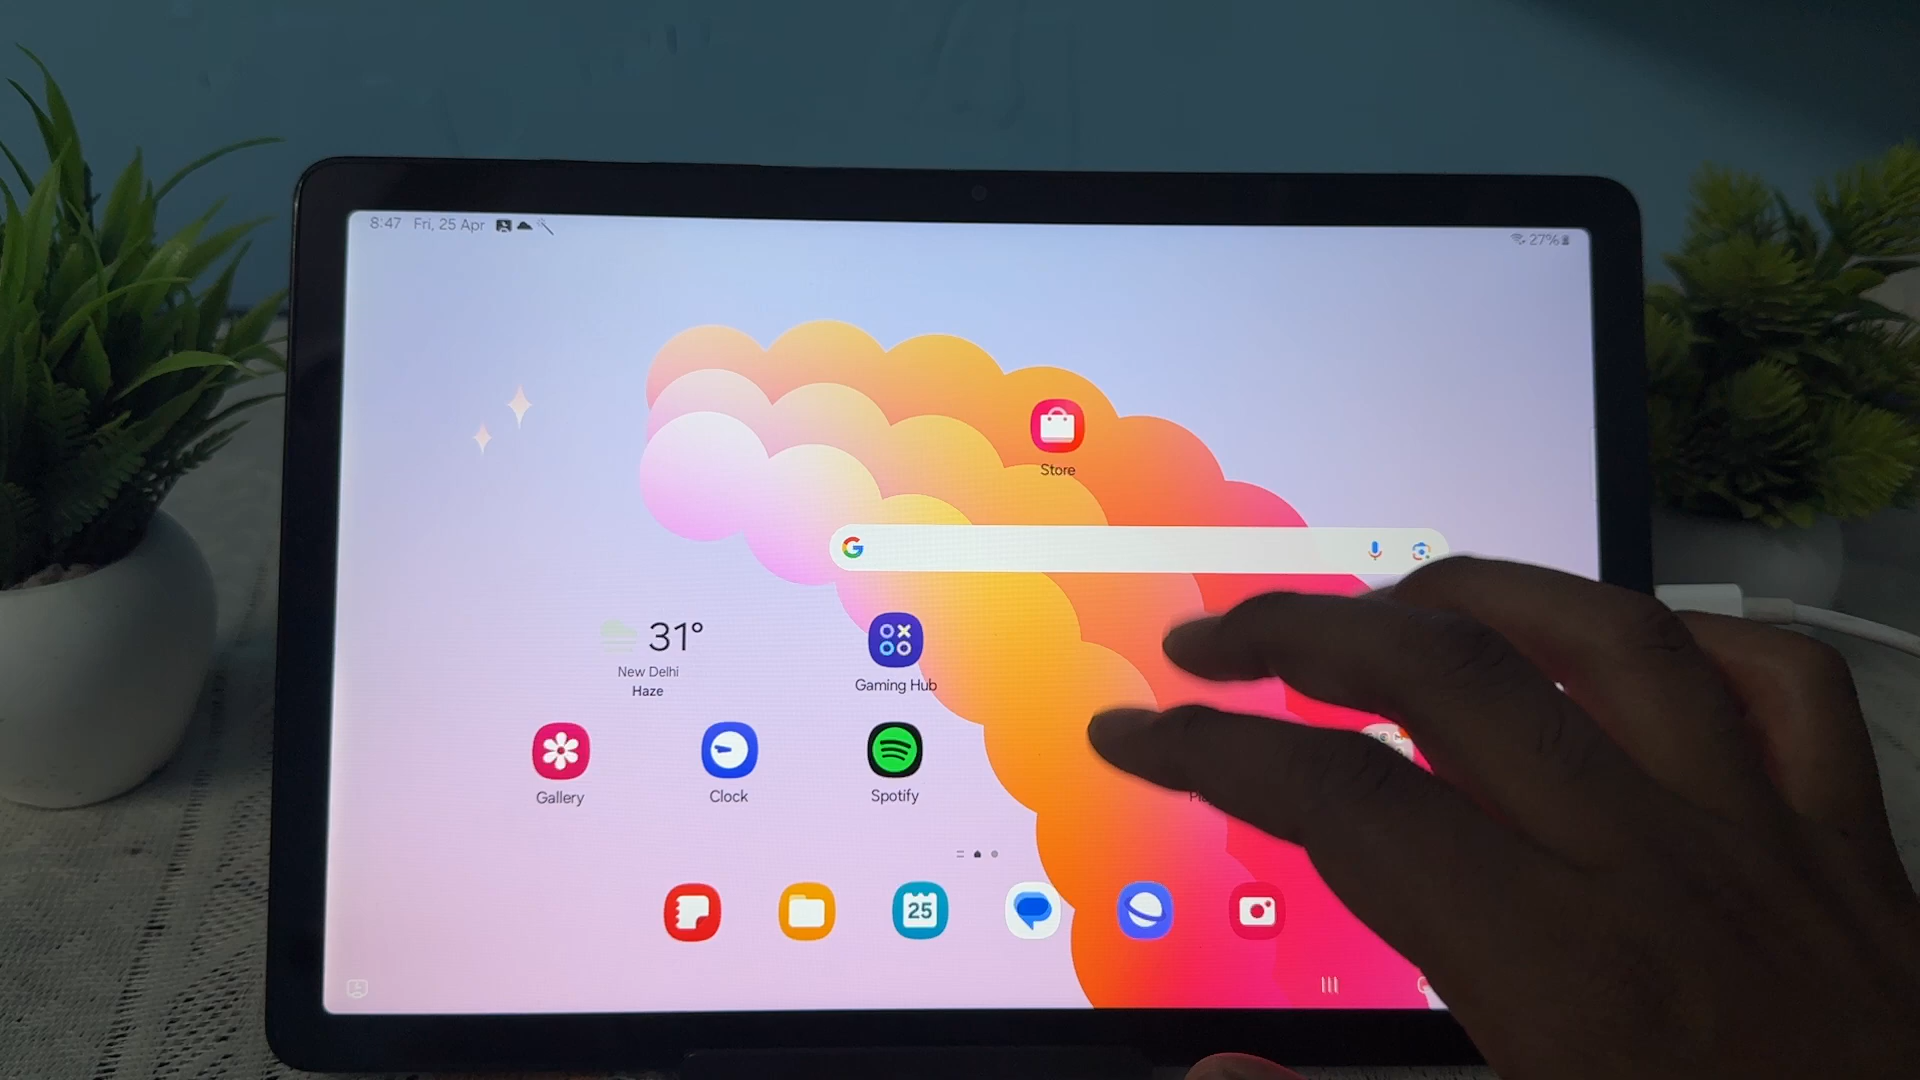 8:47 Fri, 25 Apr
27%
Store
31°
New Delhi
Haze
Gaming Hub
Gallery
Clock
Spotify
25